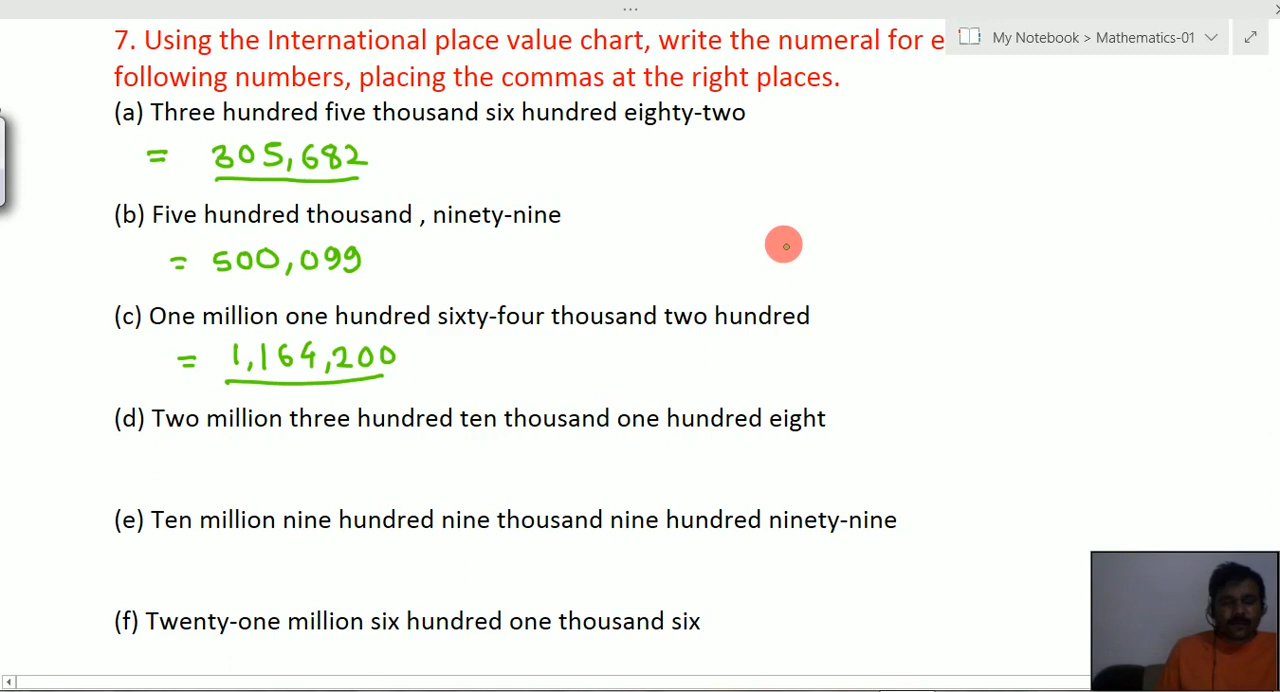 7. Using the International place value chart, write the numeral for
My Notebook > Mathematics-01
following numbers, placing the commas at the right places.
(a) Three hundred five thousand six hundred eighty-two
= 305,682
(b) Five hundred thousand , ninety-nine
= 500,099
(c) One million one hundred sixty-four thousand two hundred
= 1,164,200
(d) Two million three hundred ten thousand one hundred eight
(e) Ten million nine hundred nine thousand nine hundred ninety-nine
(f) Twenty-one million six hundred one thousand six